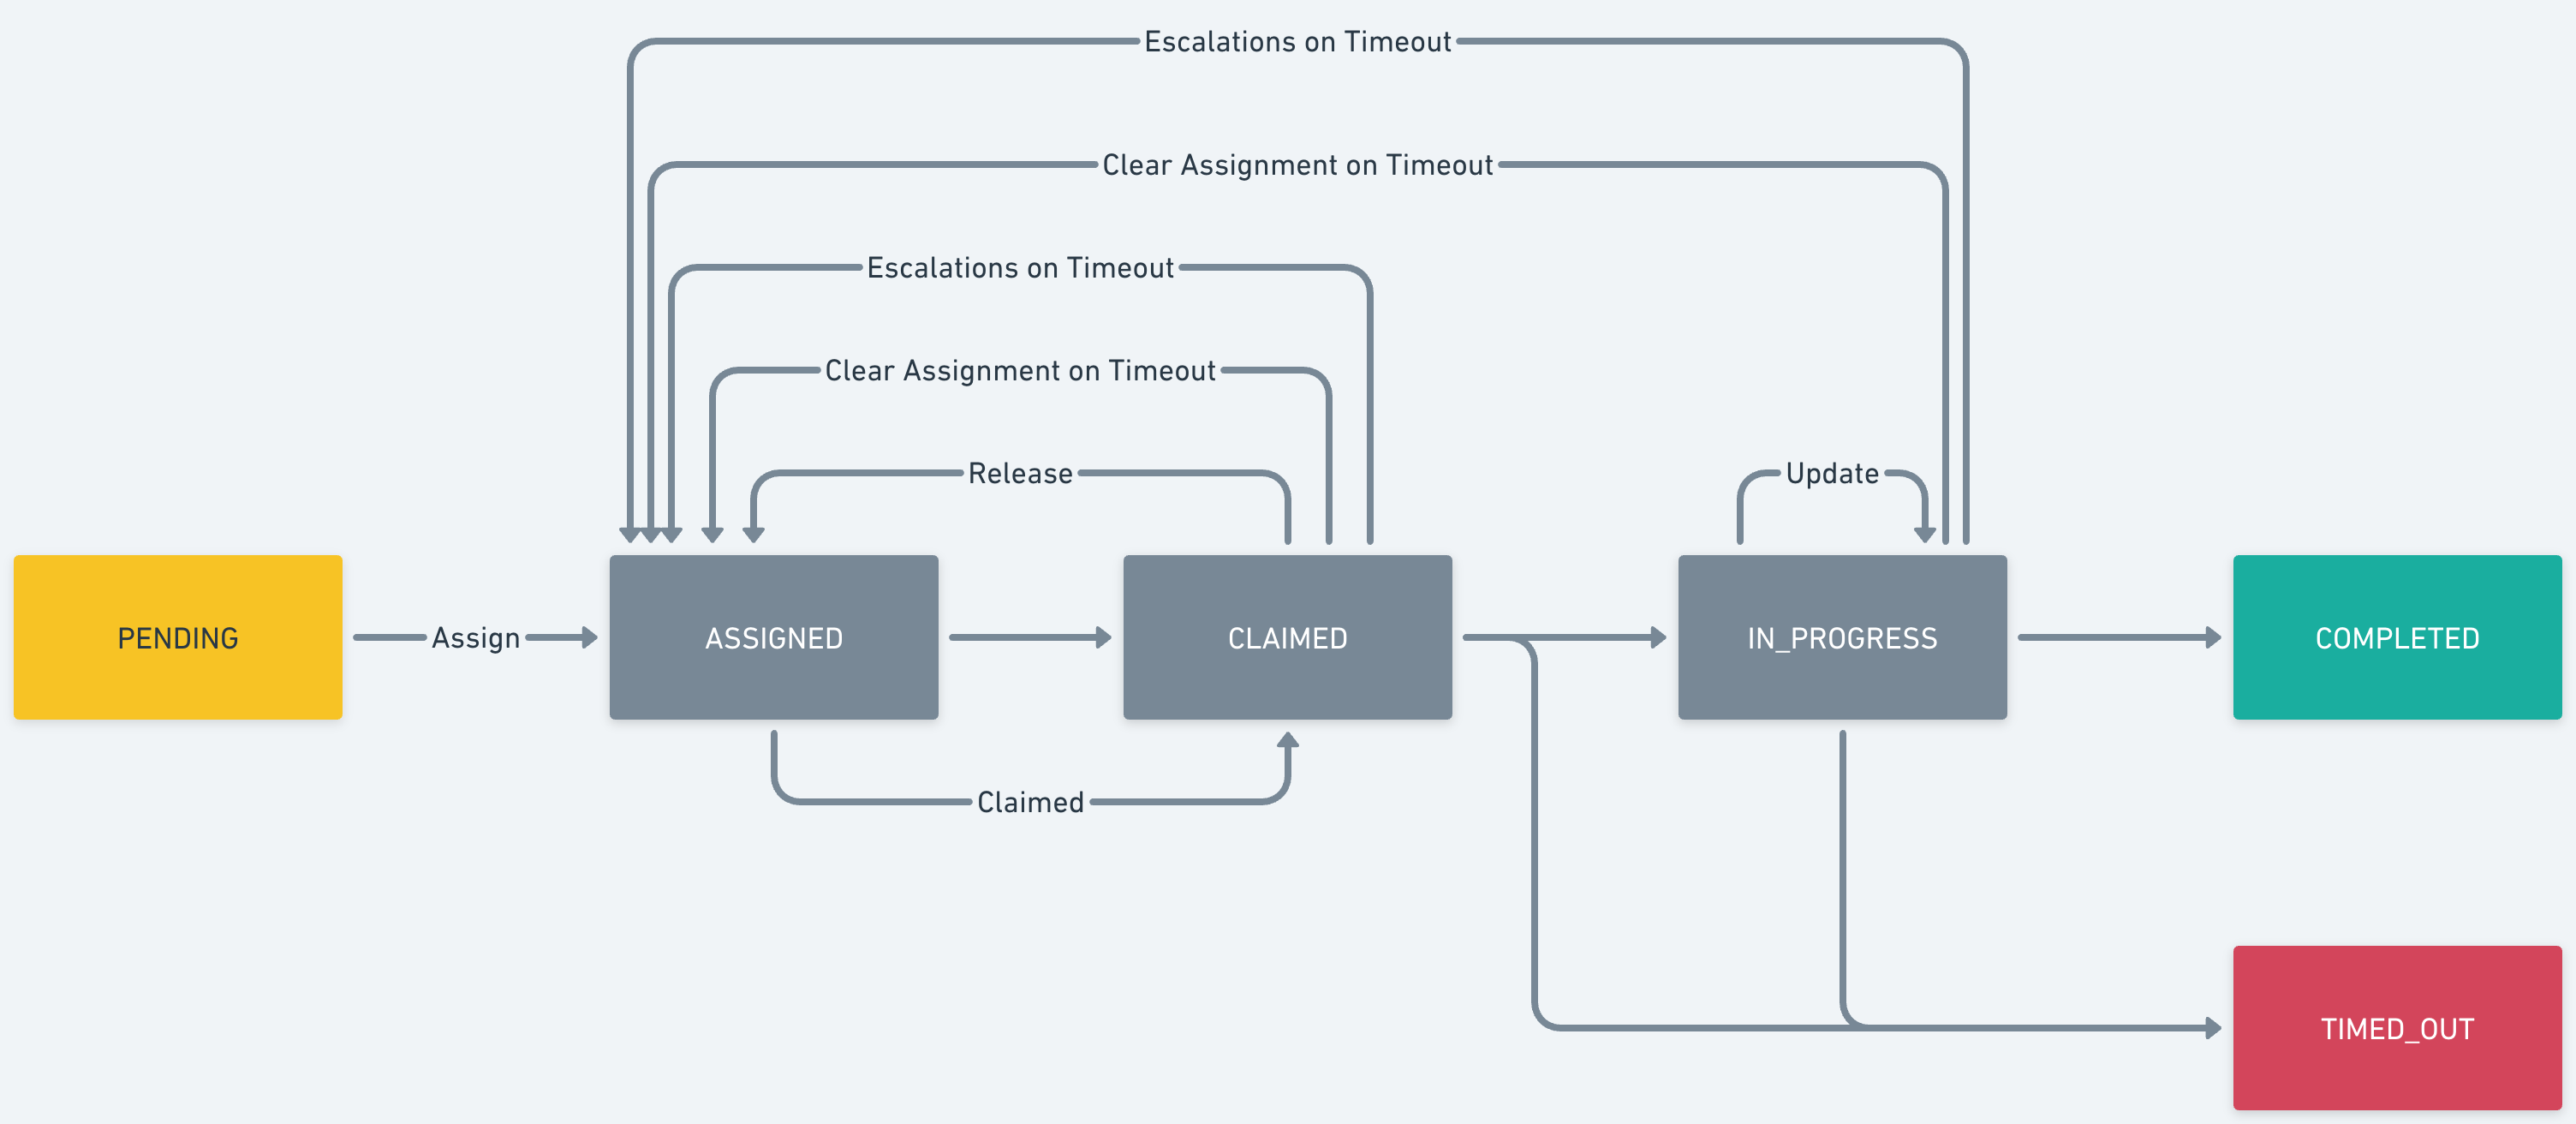 Escalations on Timeout
Clear Assignment on Timeout
Escalations on Timeout
Clear Assignment on Timeout
Release
Update
PENDING
Assign
ASSIGNED
CLAIMED
IN_PROGRESS
COMPLETED
Claimed
TIMED_OUT